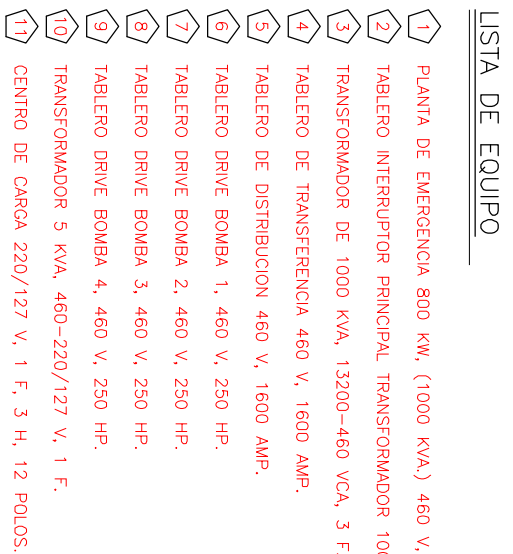 LISTA DE EQUIPO
1 PLANTA DE EMERGENCIA 800 KW, (1000 KVA.) 460 V,
2 TABLERO INTERRUPTOR PRINCIPAL TRANSFORMADOR
3 TRANSFORMADOR DE 1000 KVA, 13200-460 VCA, 3 F
4 TABLERO DE TRANSFERENCIA 460 V, 1600 AMP.
5 TABLERO DE DISTRIBUCION 460 V, 1600 AMP.
6 TABLERO DRIVE BOMBA 1, 460 V, 250 HP.
7 TABLERO DRIVE BOMBA 2, 460 V, 250 HP.
8 TABLERO DRIVE BOMBA 3, 460 V, 250 HP.
9 TABLERO DRIVE BOMBA 4, 460 V, 250 HP.
10 TRANSFORMADOR 5 KVA, 460-220/127 V, 1 F.
11 CENTRO DE CARGA 220/127 V, 1 F, 3 H, 12 POLOS.